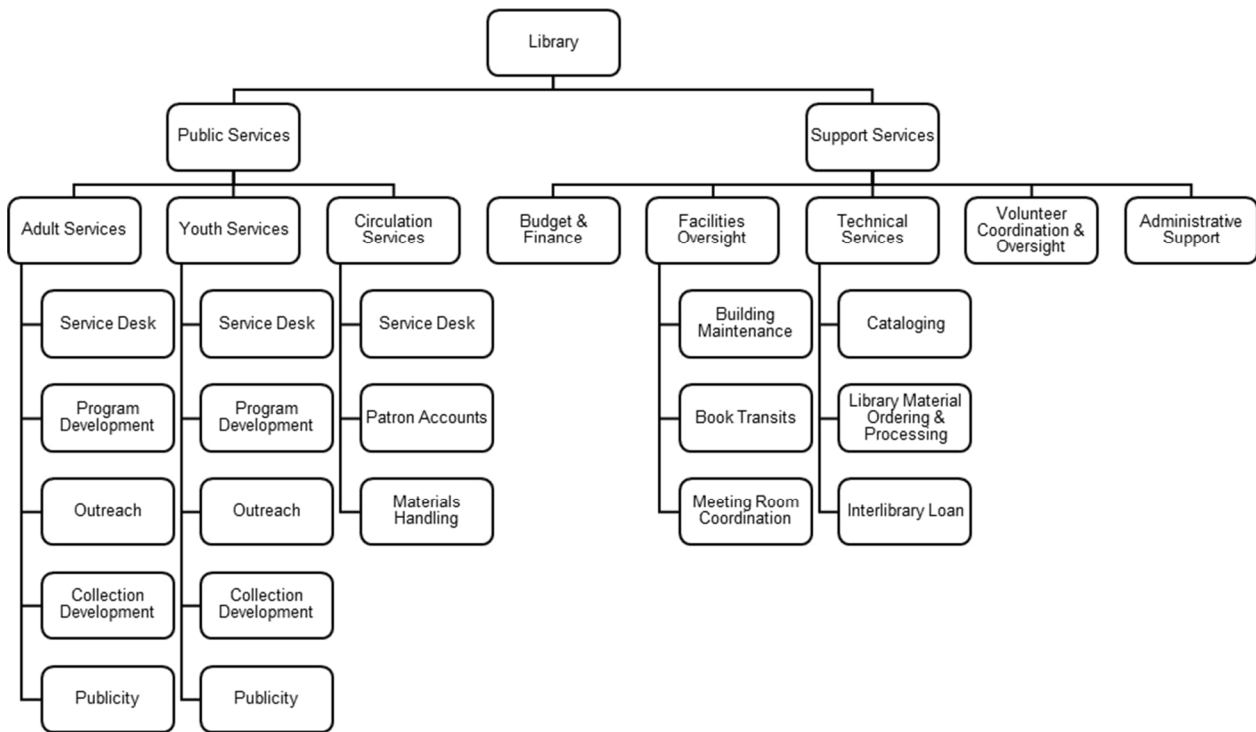 Library
Public Services
Support Services
Adult Services
Youth Services
Circulation
Services
Budget &
Finance
Facilities
Oversight
Technical
Services
Volunteer
Coordination &
Oversight
Administrative
Support
Service Desk
Program
Development
Outreach
Collection
Development
Publicity
Service Desk
Program
Development
Outreach
Collection
Development
Publicity
Service Desk
Patron Accounts
Materials
Handling
Building
Maintenance
Book Transits
Meeting Room
Coordination
Cataloging
Library Material
Ordering &
Processing
Interlibrary Loan